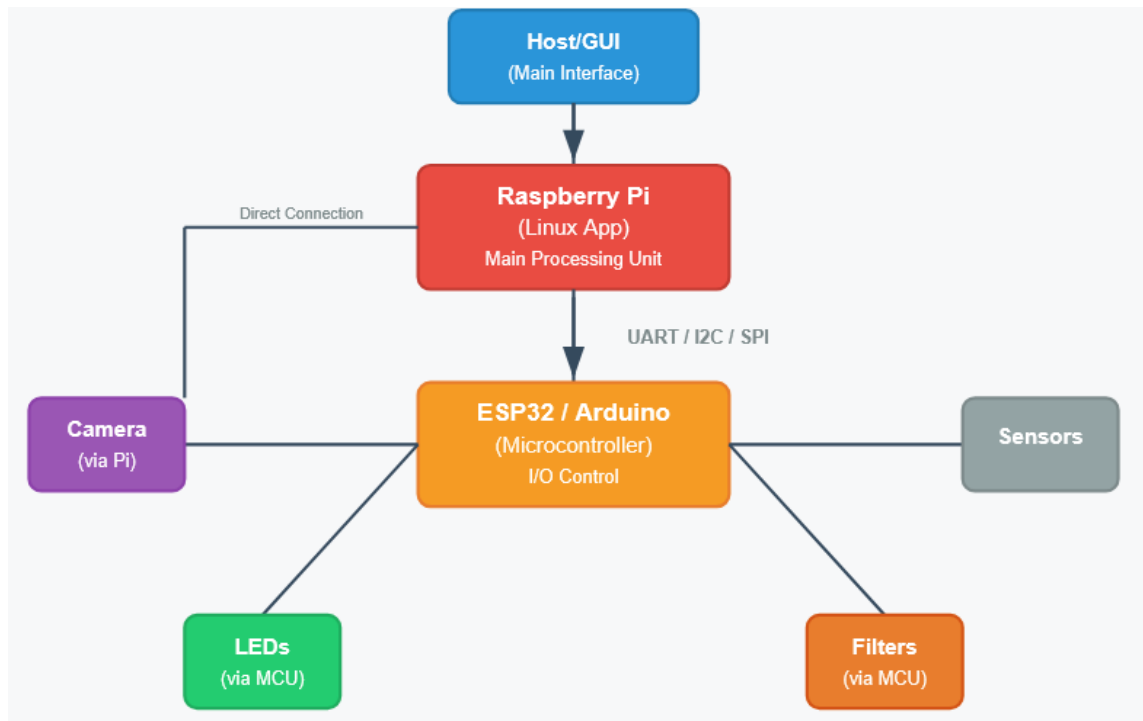 Host/GUI
(Main Interface)
Raspberry Pi
(Linux App)
Main Processing Unit
Direct Connection
UART / I2C / SPI
ESP32 / Arduino
(Microcontroller)
I/O Control
Camera
(via Pi)
Sensors
LEDs
(via MCU)
Filters
(via MCU)